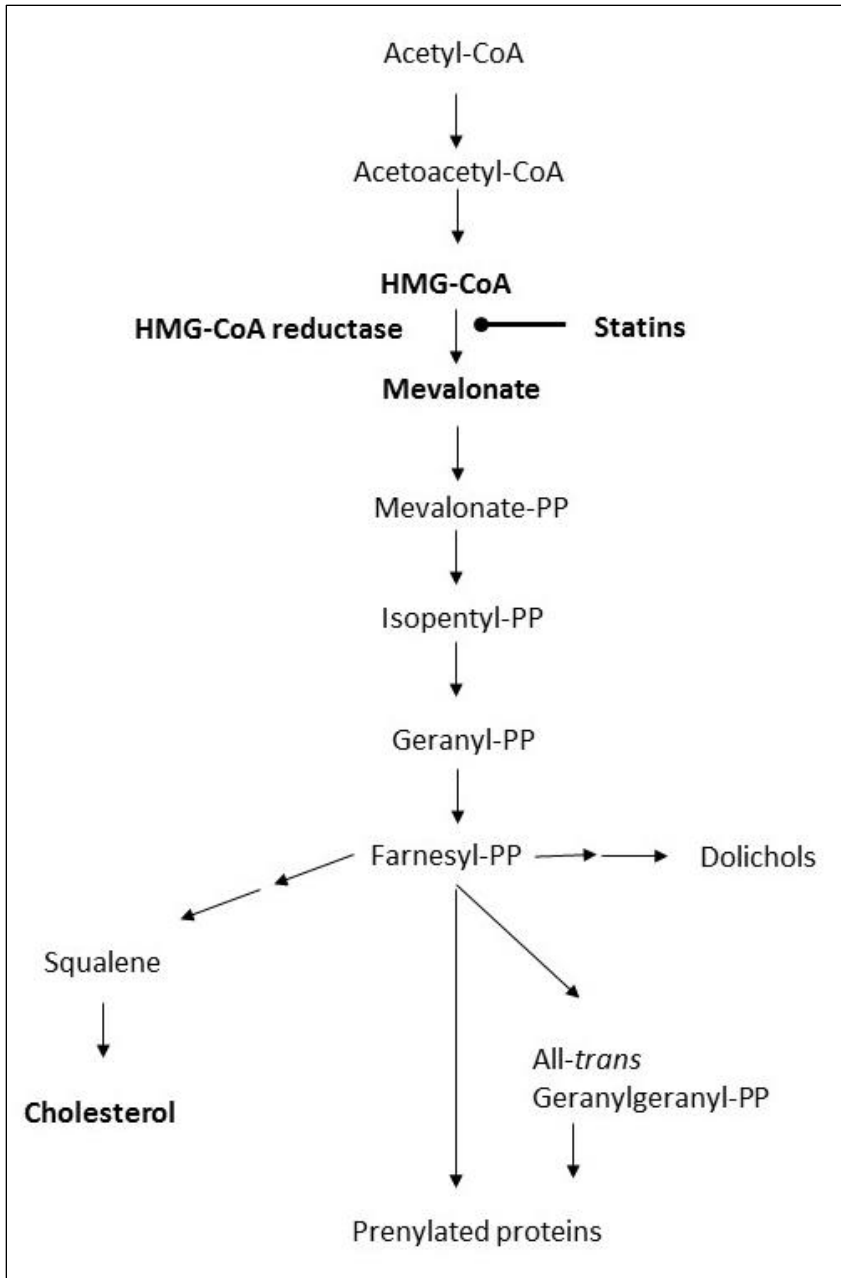 Acetyl-CoA
Acetoacetyl-CoA
HMG-CoA
HMG-CoA reductase
Statins
Mevalonate
Mevalonate-PP
Isopentyl-PP
Geranyl-PP
Farnesyl-PP
Dolichols
Squalene
All-trans
Geranylgeranyl-PP
Cholesterol
Prenylated proteins